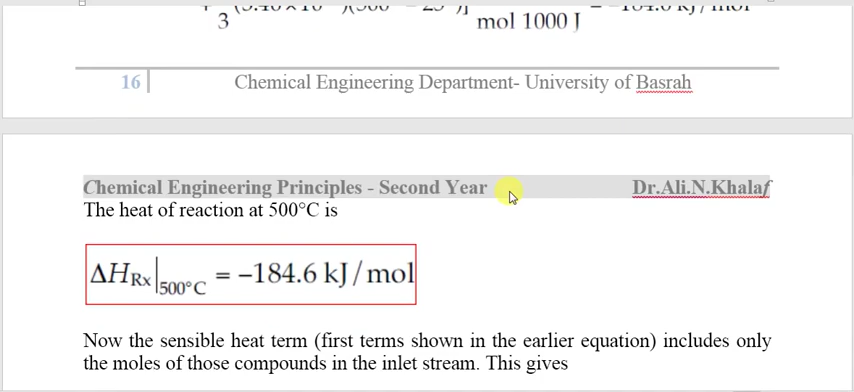 3
mol 1000 J
16 Chemical Engineering Department- University of Basrah
Chemical Engineering Principles - Second Year Dr.Ali.N.Khalaf
The heat of reaction at 500°C is
ΔHRx|500°C = −184.6 kJ/mol
Now the sensible heat term (first terms shown in the earlier equation) includes only
the moles of those compounds in the inlet stream. This gives